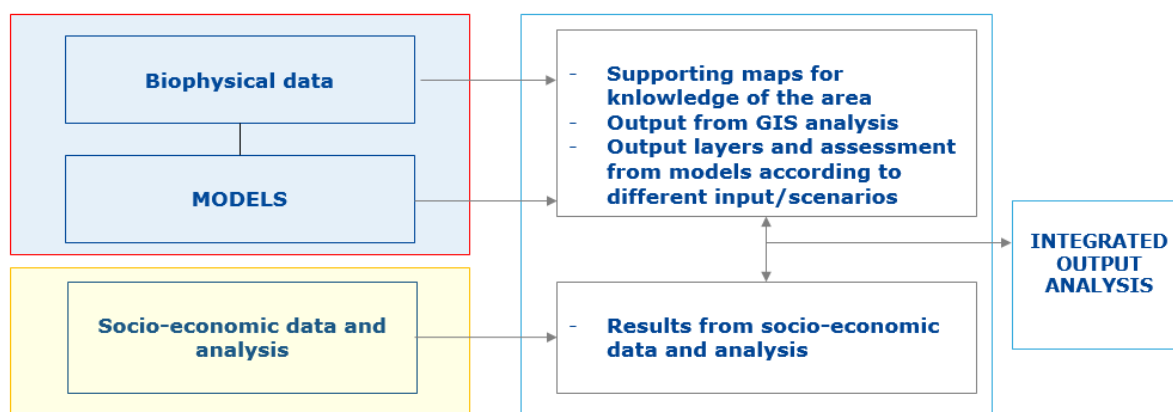 Biophysical data
MODELS
Socio-economic data and
analysis
- Supporting maps for
knlowledge of the area
- Output from GIS analysis
- Output layers and assessment
from models according to
different input/scenarios
- Results from socio-economic
data and analysis
INTEGRATED
OUTPUT
ANALYSIS